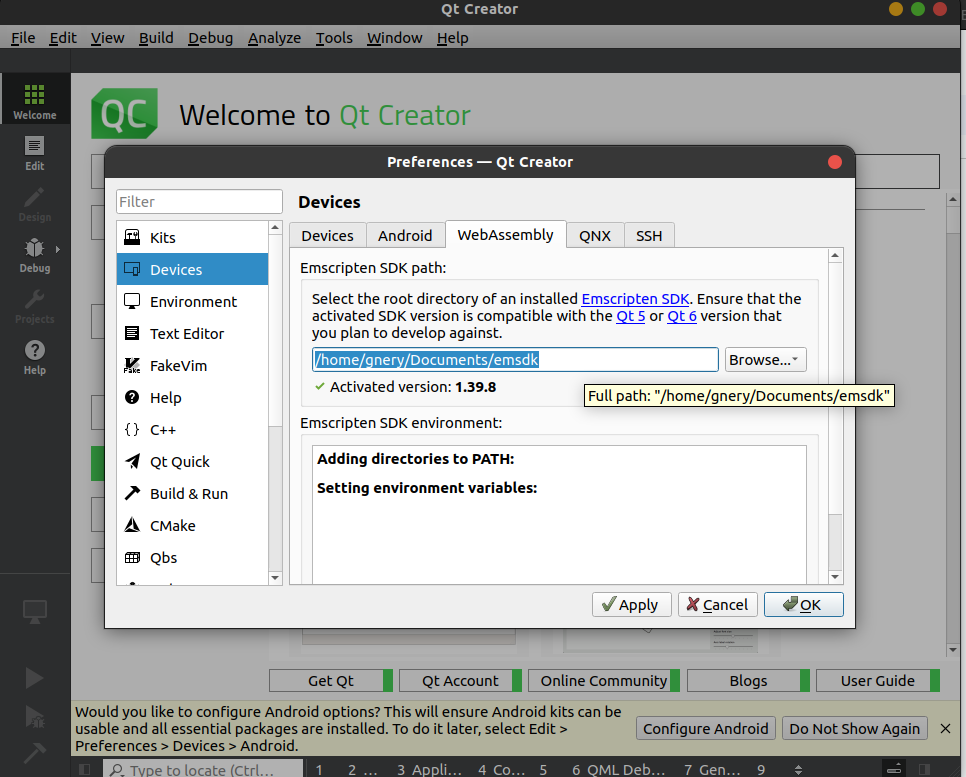 Qt Creator
File Edit View Build Debug Analyze Tools Window Help
Welcome
Edit
Design
Debug
Projects
Help
QC
Welcome to Qt Creator
Preferences — Qt Creator
Filter
Kits
Devices
Environment
Text Editor
Fake
FakeVim
Help
C++
Qt Quick
Build & Run
CMake
Qbs
Devices
Devices Android WebAssembly QNX SSH
Emscripten SDK path:
Select the root directory of an installed Emscripten SDK. Ensure that the
activated SDK version is compatible with the Qt 5 or Qt 6 version that
you plan to develop against.
/home/gnery/Documents/emsdk Browse...
Activated version: 1.39.8
Full path: "/home/gnery/Documents/emsdk"
Emscripten SDK environment:
Adding directories to PATH:
Setting environment variables:
Apply Cancel OK
Get Qt Qt Account Online Community Blogs User Guide
Would you like to configure Android options? This will ensure Android kits can be
usable and all essential packages are installed. To do it later, select Edit >
Preferences > Devices > Android.
Configure Android Do Not Show Again
Type to locate (Ctrl... 1 2 ... 3 Appli... 4 Co... 5 6 QML Deb... 7 Gen... 9